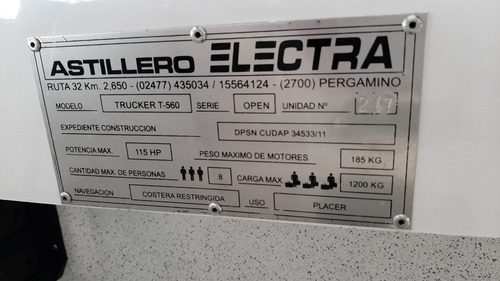 ASTILLERO ELECTRA
RUTA 32 Km. 2,650 - (02477) 435034 / 15564124 - (2700) PERGAMINO
MODELO TRUCKER T-560 SERIE OPEN UNIDAD Nº 237
EXPEDIENTE CONSTRUCCION DPSN CUDAP 34533/11
POTENCIA MAX. 115 HP PESO MAXIMO DE MOTORES 185 KG
CANTIDAD MAX. DE PERSONAS 8 CARGA MAX 1200 KG
NAVEGACION COSTERA RESTRINGIDA USO PLACER